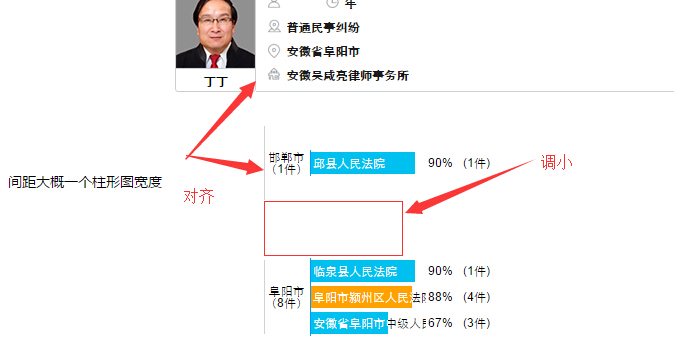 年
普通民事纠纷
安徽省阜阳市
丁丁
安徽吴咸亮律师事务所
邯郸市
(1件)
邱县人民法院
90% (1件)
调小
间距大概一个柱形图宽度
对齐
临泉县人民法院
90% (1件)
阜阳市
(8件)
阜阳市颍州区人民法院
88% (4件)
安徽省阜阳市中级人民
67% (3件)